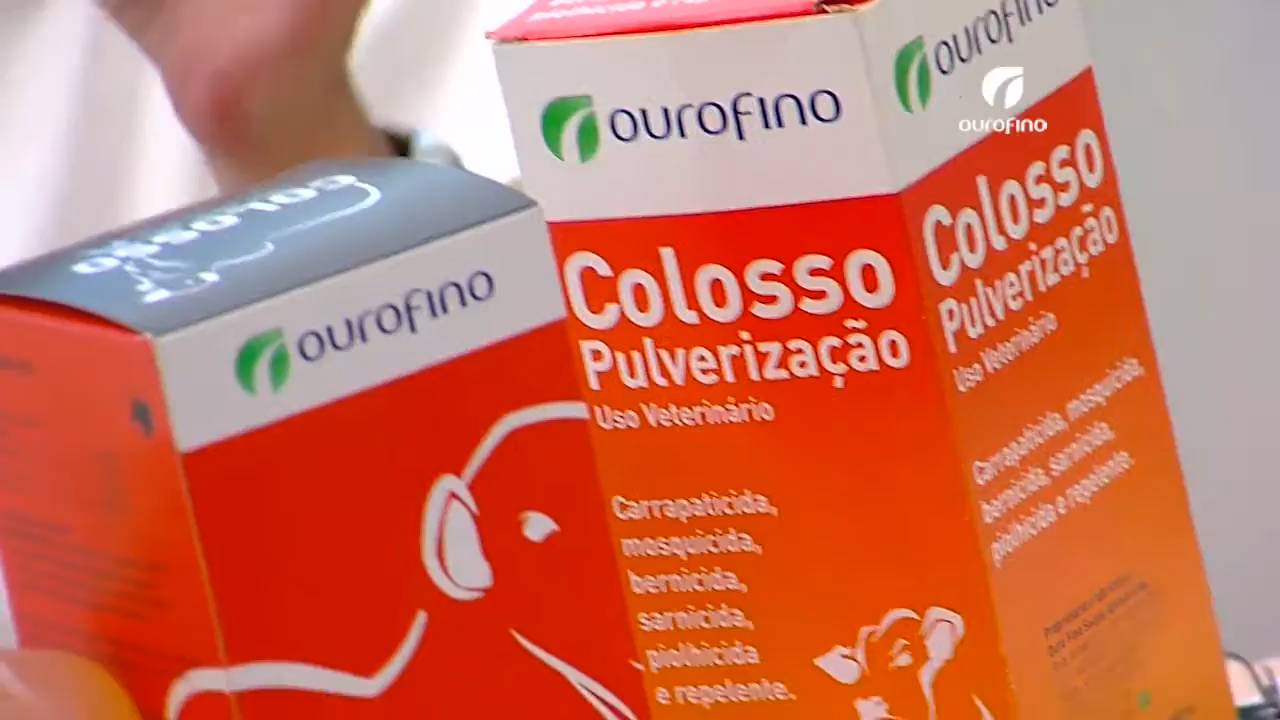 ourofino
Colosso
Pulverização
Uso Veterinário
Carrapaticida,
mosquicida,
bernicida,
sarnicida,
piolhicida
e repelente.
ourofino
Colosso
Pulverização
Uso Veterinário
Carrapaticida, mosquicida,
bernicida, sarnicida,
piolhicida e repelente.
ourofino
COLOSSO
ourofino